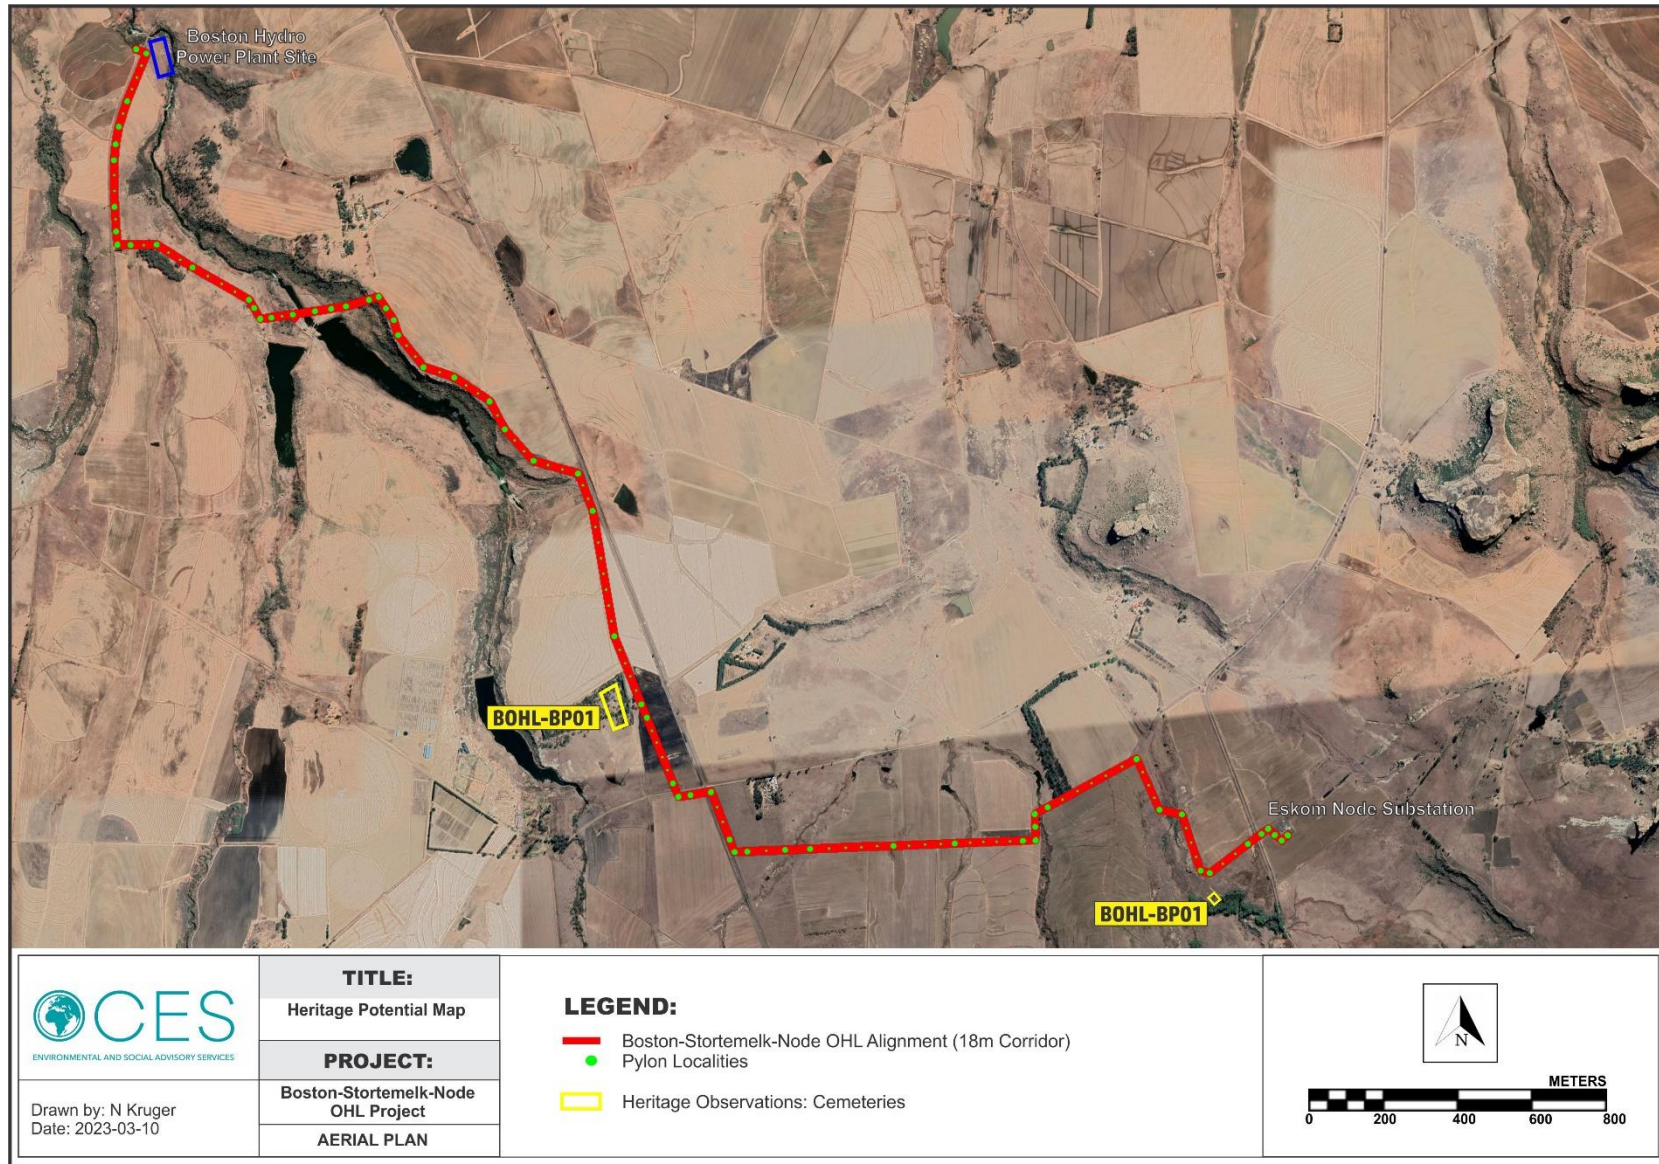 Boston Hydro
Power Plant Site
BOHL-BP01
Eskom Node Substation
BOHL-BP01
CES
ENVIRONMENTAL AND SOCIAL ADVISORY SERVICES
Drawn by: N Kruger
Date: 2023-03-10
TITLE:
Heritage Potential Map
PROJECT:
Boston-Stortemelk-Node
OHL Project
AERIAL PLAN
LEGEND:
Boston-Stortemelk-Node OHL Alignment (18m Corridor)
Pylon Localities
Heritage Observations: Cemeteries
N
METERS
0 200 400 600 800